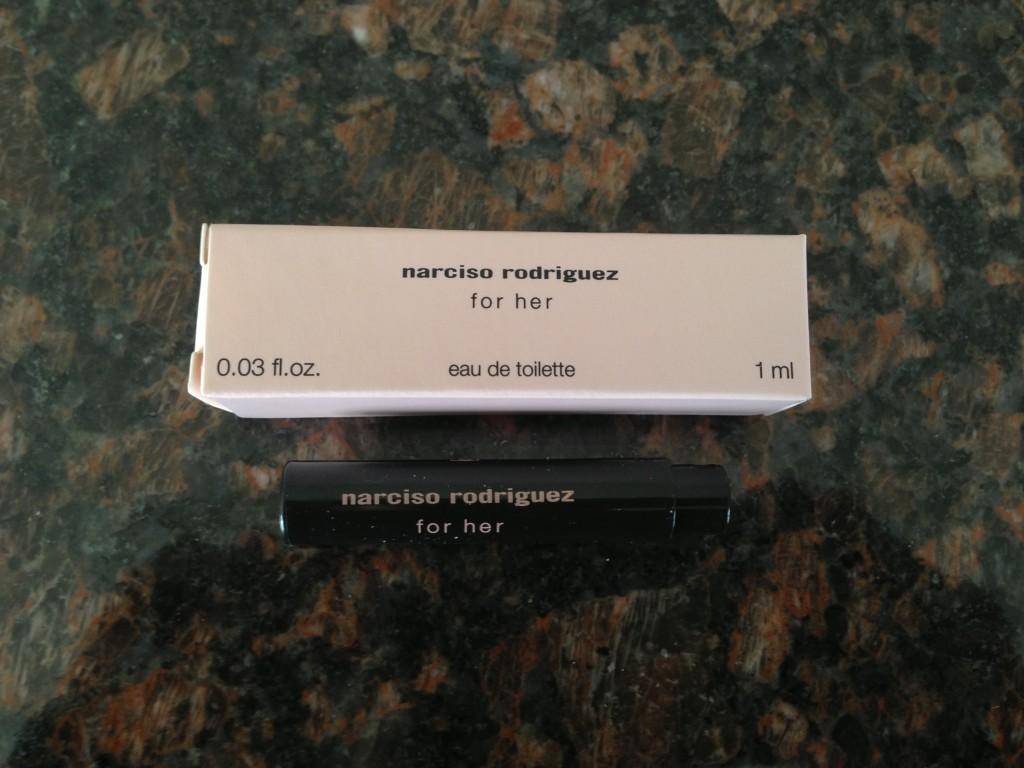 narciso rodriguez
for her
0.03 fl.oz. eau de toilette 1 ml
narciso rodriguez
for her